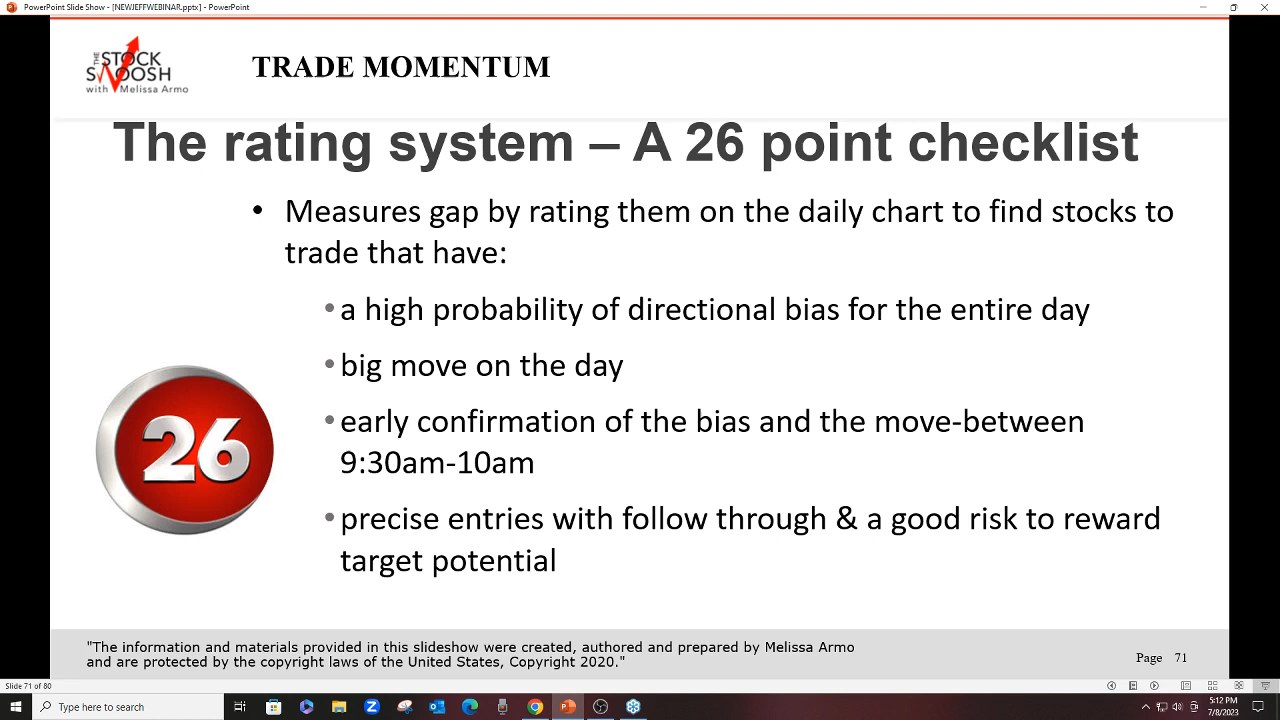 PowerPoint Slide Show - [NEWJEFFWEBINAR.pptx] - PowerPoint
THE
STOCK
SWOOSH
with Melissa Armo
TRADE MOMENTUM
The rating system – A 26 point checklist
• Measures gap by rating them on the daily chart to find stocks to
trade that have:
• a high probability of directional bias for the entire day
• big move on the day
• early confirmation of the bias and the move-between
9:30am-10am
• precise entries with follow through & a good risk to reward
target potential
26
"The information and materials provided in this slideshow were created, authored and prepared by Melissa Armo
and are protected by the copyright laws of the United States, Copyright 2020."
Page 71
Slide 71 of 80
Type here to search
5:12 PM
7/8/2023